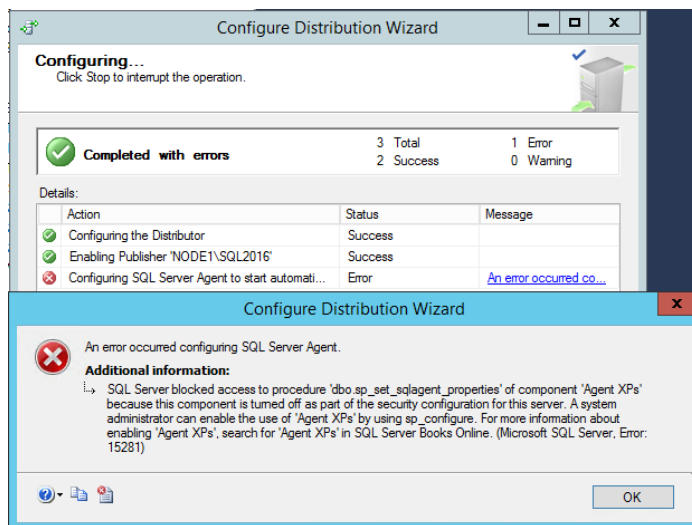 Configure Distribution Wizard
Configuring...
Click Stop to interrupt the operation.
Completed with errors
3 Total 1 Error
2 Success 0 Warning
Details:
Action Status Message
Configuring the Distributor Success
Enabling Publisher 'NODE1\SQL2016' Success
Configuring SQL Server Agent to start automati... Error An error occurred co...
Configure Distribution Wizard
An error occurred configuring SQL Server Agent.
Additional information:
SQL Server blocked access to procedure 'dbo.sp_set_sqlagent_properties' of component 'Agent XPs'
because this component is turned off as part of the security configuration for this server. A system
administrator can enable the use of 'Agent XPs' by using sp_configure. For more information about
enabling 'Agent XPs', search for 'Agent XPs' in SQL Server Books Online. (Microsoft SQL Server, Error:
15281)
OK